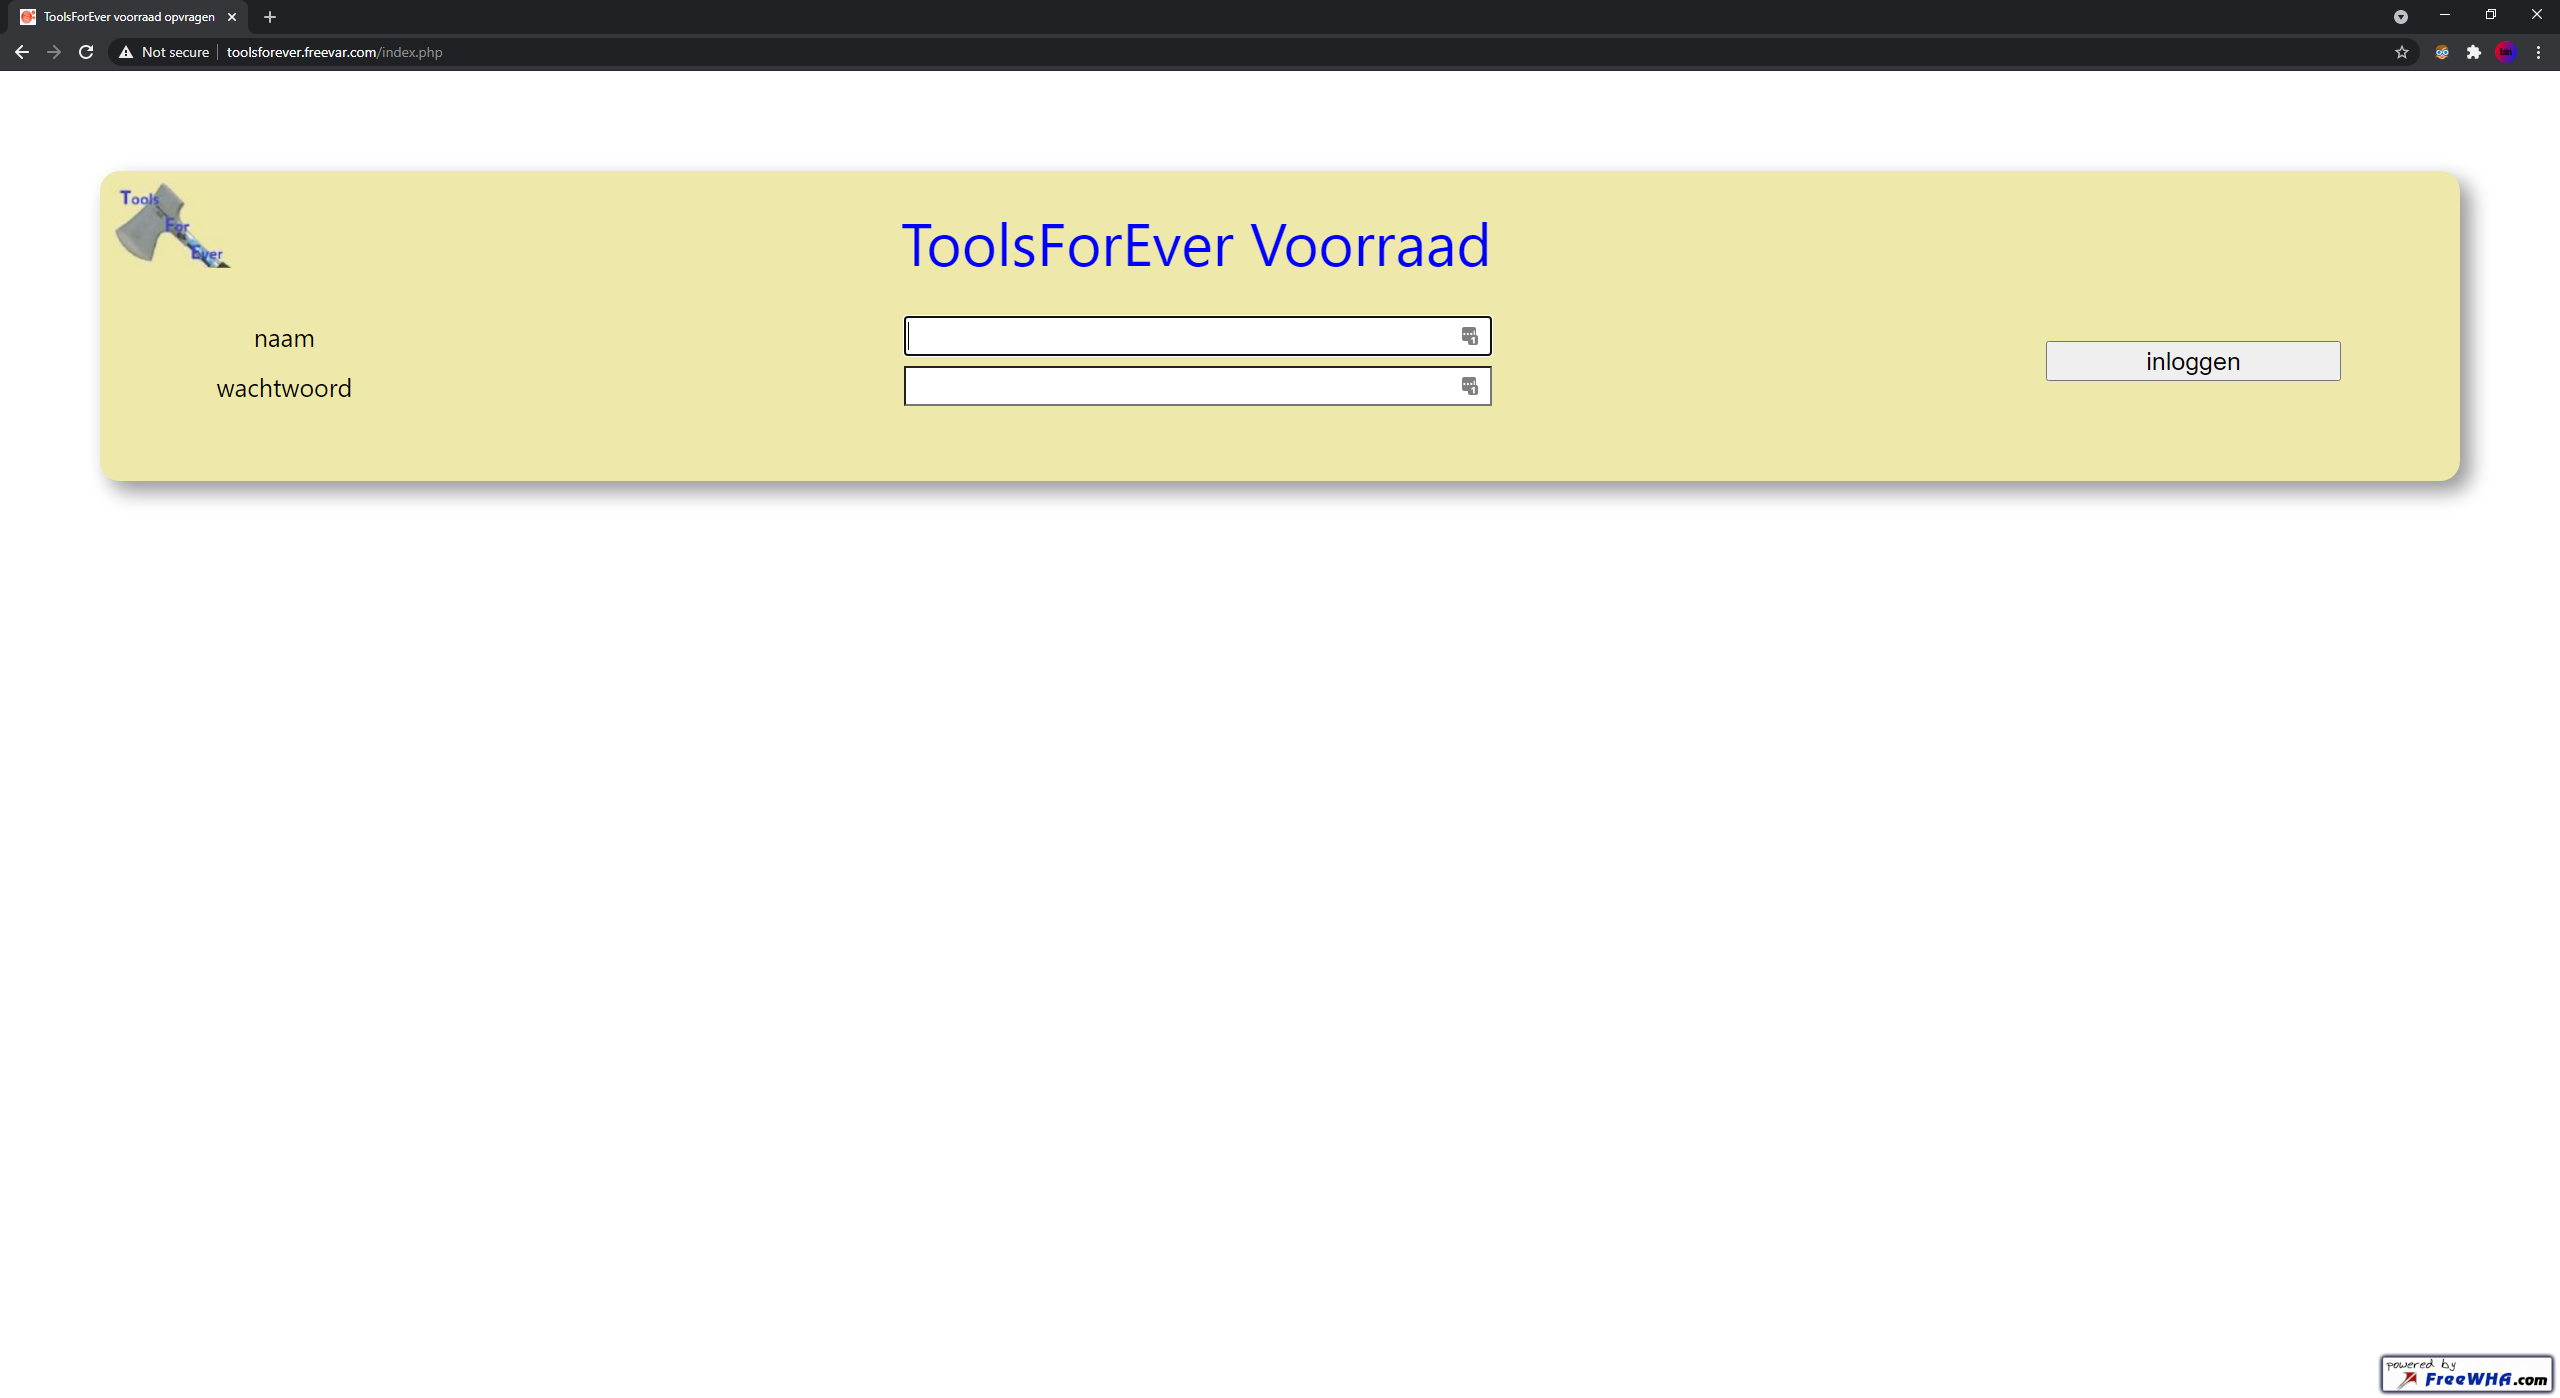 ToolsForEver voorraad opvragen
Not secure
toolsforever.freevar.com/index.php
Tools
For
Ever
ToolsForEver Voorraad
naam
wachtwoord
inloggen
powered by
FreeWHA.com